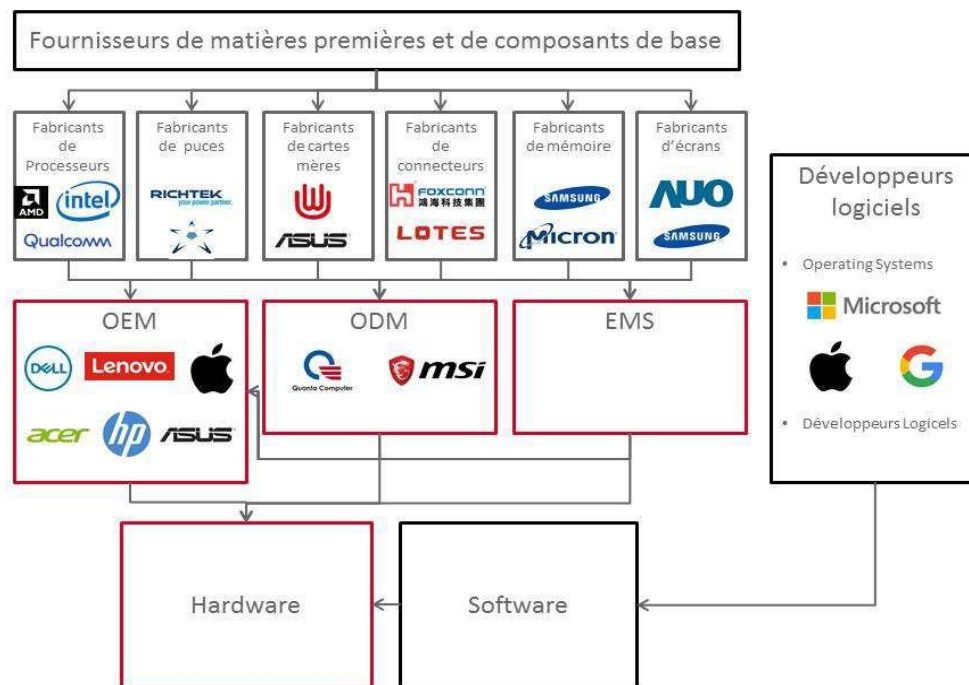 Fournisseurs de matières premières et de composants de base
Fabricants
de
Processeurs
AMD
intel
Qualcomm
Fabricants
de puces
RICHTEK
your power partner.
Fabricants
de cartes
mères
ASUS
Fabricants
de
connecteurs
FOXCONN
鴻海科技集團
LOTES
Fabricants
de mémoire
SAMSUNG
Micron
Fabricants
d'écrans
AUO
SAMSUNG
Développeurs
logiciels
• Operating Systems
Microsoft
• Développeurs Logicels
OEM
DELL
Lenovo
acer
hp
ASUS
ODM
Quanta Computer
msi
EMS
Hardware
Software